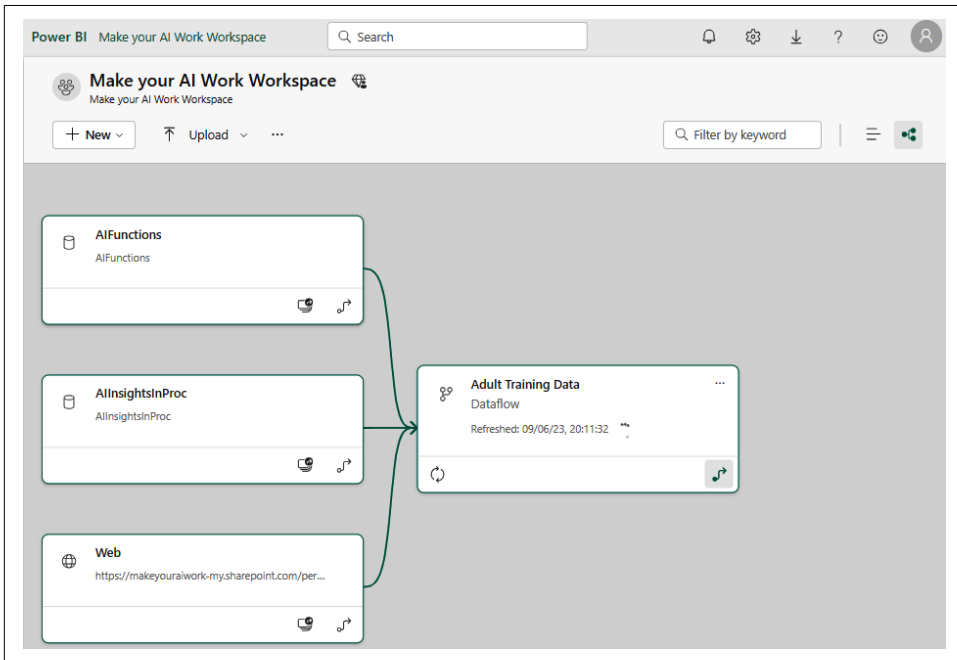 Power BI Make your AI Work Workspace
Search
?
Make your AI Work Workspace
Make your AI Work Workspace
New
Upload
...
Filter by keyword
AIFunctions
AIFunctions
AIInsightsInProc
AIInsightsInProc
Adult Training Data
...
Dataflow
Refreshed: 09/06/23, 20:11:32
Web
https://makeyouraiwork-my.sharepoint.com/per...